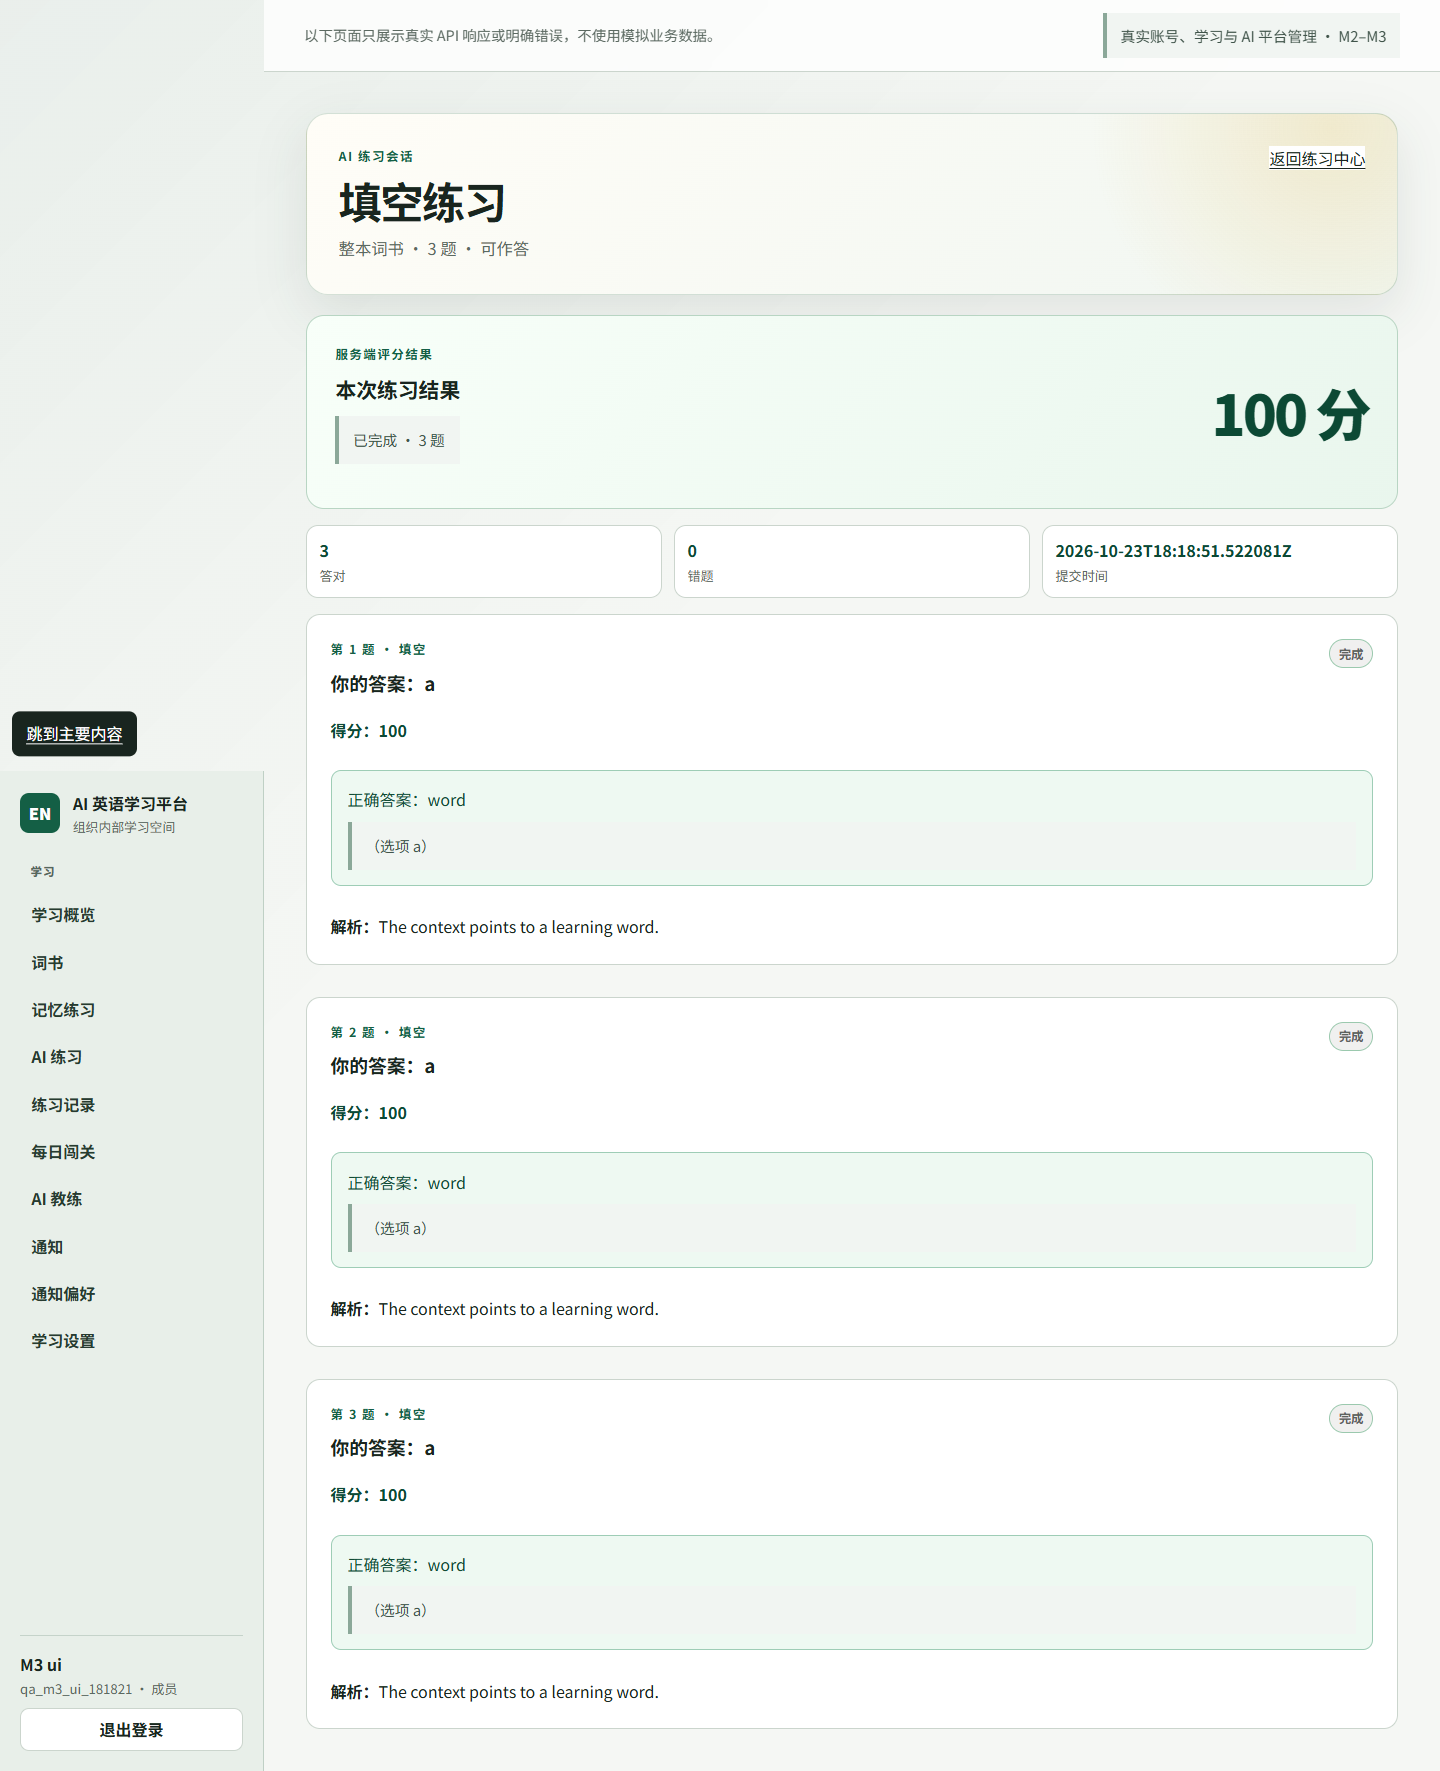 以下页面只展示真实 API 响应或明确错误，不使用模拟业务数据。
真实账号、学习与 AI 平台管理 · M2–M3
AI 练习会话
填空练习
整本词书 · 3 题 · 可作答
返回练习中心
服务端评分结果
本次练习结果
已完成 · 3 题
100 分
3
答对
0
错题
2026-10-23T18:18:51.522081Z
提交时间
第 1 题 · 填空
完成
你的答案：a
得分：100
正确答案：word
（选项 a）
解析：The context points to a learning word.
第 2 题 · 填空
完成
你的答案：a
得分：100
正确答案：word
（选项 a）
解析：The context points to a learning word.
第 3 题 · 填空
完成
你的答案：a
得分：100
正确答案：word
（选项 a）
解析：The context points to a learning word.
跳到主要内容
EN
AI 英语学习平台
组织内部学习空间
学习
学习概览
词书
记忆练习
AI 练习
练习记录
每日闯关
AI 教练
通知
通知偏好
学习设置
M3 ui
qa_m3_ui_181821 · 成员
退出登录